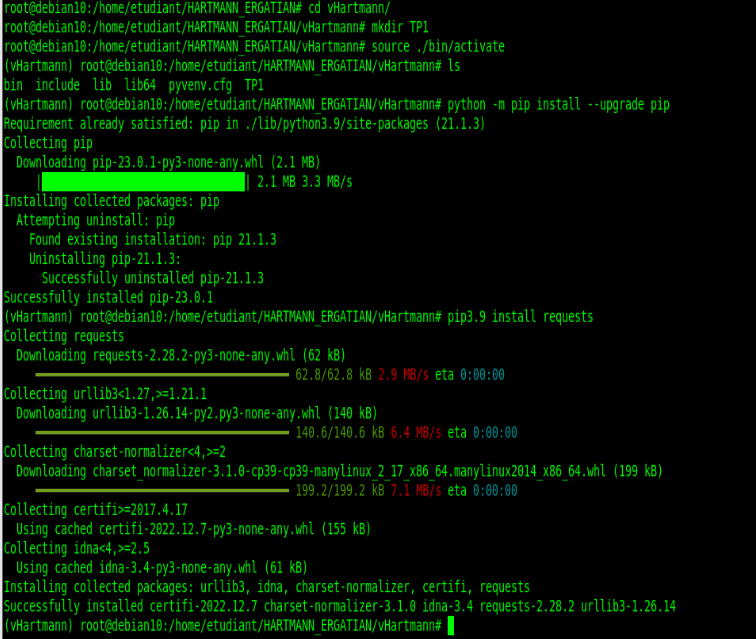 root@debian10:/home/etudiant/HARTMANN_ERGATIAN# cd vHartmann/
root@debian10:/home/etudiant/HARTMANN_ERGATIAN/vHartmann# mkdir TP1
root@debian10:/home/etudiant/HARTMANN_ERGATIAN/vHartmann# source ./bin/activate
(vHartmann) root@debian10:/home/etudiant/HARTMANN_ERGATIAN/vHartmann# ls
bin  include  lib  lib64  pyvenv.cfg  TP1
(vHartmann) root@debian10:/home/etudiant/HARTMANN_ERGATIAN/vHartmann# python -m pip install --upgrade pip
Requirement already satisfied: pip in ./lib/python3.9/site-packages (21.1.3)
Collecting pip
  Downloading pip-23.0.1-py3-none-any.whl (2.1 MB)
     || 2.1 MB 3.3 MB/s
Installing collected packages: pip
  Attempting uninstall: pip
    Found existing installation: pip 21.1.3
    Uninstalling pip-21.1.3:
      Successfully uninstalled pip-21.1.3
Successfully installed pip-23.0.1
(vHartmann) root@debian10:/home/etudiant/HARTMANN_ERGATIAN/vHartmann# pip3.9 install requests
Collecting requests
  Downloading requests-2.28.2-py3-none-any.whl (62 kB)
     62.8/62.8 kB 2.9 MB/s eta 0:00:00
Collecting urllib3<1.27,>=1.21.1
  Downloading urllib3-1.26.14-py2.py3-none-any.whl (140 kB)
     140.6/140.6 kB 6.4 MB/s eta 0:00:00
Collecting charset-normalizer<4,>=2
  Downloading charset_normalizer-3.1.0-cp39-cp39-manylinux_2_17_x86_64.manylinux2014_x86_64.whl (199 kB)
     199.2/199.2 kB 7.1 MB/s eta 0:00:00
Collecting certifi>=2017.4.17
  Using cached certifi-2022.12.7-py3-none-any.whl (155 kB)
Collecting idna<4,>=2.5
  Using cached idna-3.4-py3-none-any.whl (61 kB)
Installing collected packages: urllib3, idna, charset-normalizer, certifi, requests
Successfully installed certifi-2022.12.7 charset-normalizer-3.1.0 idna-3.4 requests-2.28.2 urllib3-1.26.14
(vHartmann) root@debian10:/home/etudiant/HARTMANN_ERGATIAN/vHartmann#